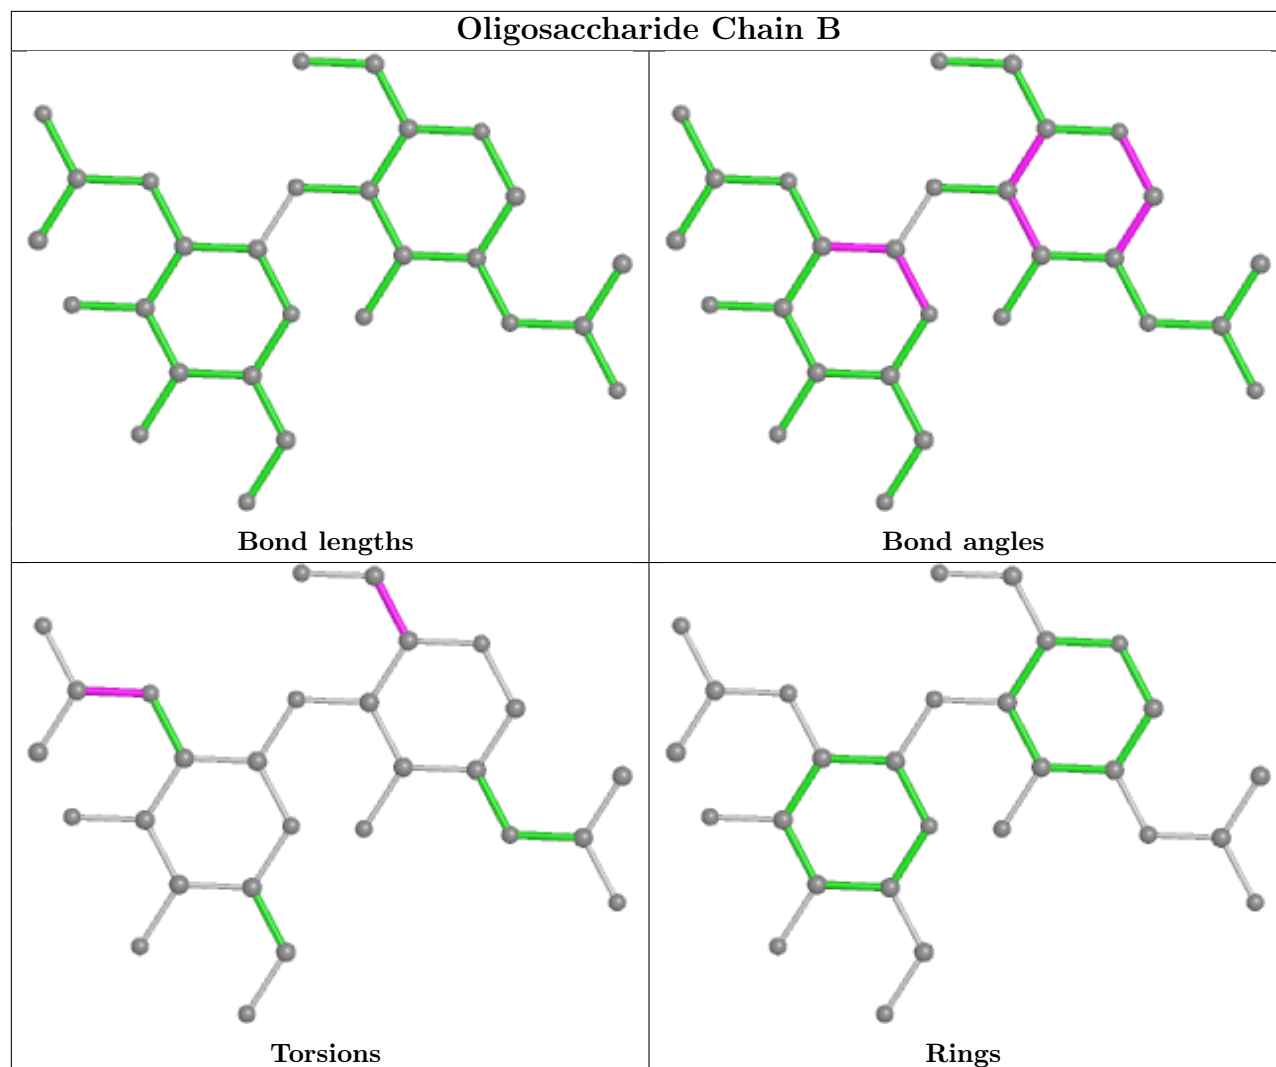 Oligosaccharide Chain B
Bond lengths
Bond angles
Torsions
Rings